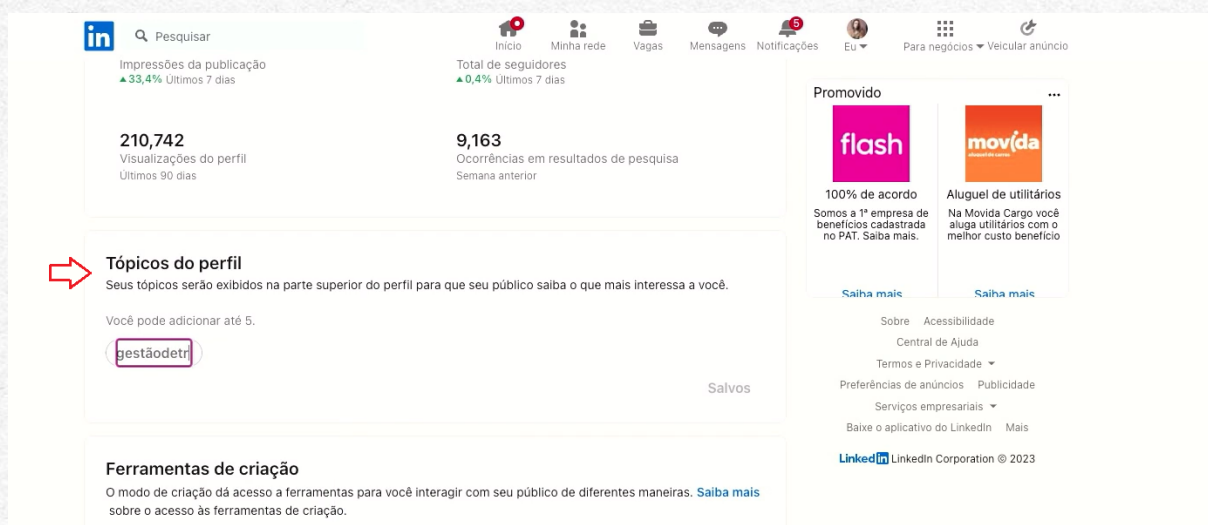 in
Pesquisar
Início
Minha rede
Vagas
Mensagens
5
Notificações
Eu
Para negócios
Veicular anúncio
Impressões da publicação
33,4% Últimos 7 dias
Total de seguidores
0,4% Últimos 7 dias
210,742
Visualizações do perfil
Últimos 90 dias
9,163
Ocorrências em resultados de pesquisa
Semana anterior
Tópicos do perfil
Seus tópicos serão exibidos na parte superior do perfil para que seu público saiba o que mais interessa a você.
Você pode adicionar até 5.
gestãodetr
Salvos
Ferramentas de criação
O modo de criação dá acesso a ferramentas para você interagir com seu público de diferentes maneiras. Saiba mais
sobre o acesso às ferramentas de criação.
Promovido
flash
100% de acordo
Somos a 1ª empresa de
benefícios cadastrada
no PAT. Saiba mais.
Saiba mais
movida
aluguel de carros
Aluguel de utilitários
Na Movida Cargo você
aluga utilitários com o
melhor custo benefício
Saiba mais
Sobre Acessibilidade
Central de Ajuda
Termos e Privacidade
Preferências de anúncios Publicidade
Serviços empresariais
Baixe o aplicativo do LinkedIn Mais
Linked in LinkedIn Corporation © 2023